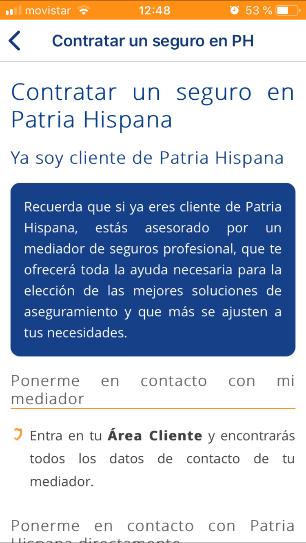 movistar 12:48 53 %
Contratar un seguro en PH
Contratar un seguro en
Patria Hispana
Ya soy cliente de Patria Hispana
Recuerda que si ya eres cliente de Patria
Hispana, estás asesorado por un
mediador de seguros profesional, que te
ofrecerá toda la ayuda necesaria para la
elección de las mejores soluciones de
aseguramiento y que más se ajusten a
tus necesidades.
Ponerme en contacto con mi
mediador
Entra en tu Área Cliente y encontrarás
todos los datos de contacto de tu
mediador.
Ponerme en contacto con Patria
Hispana directamente